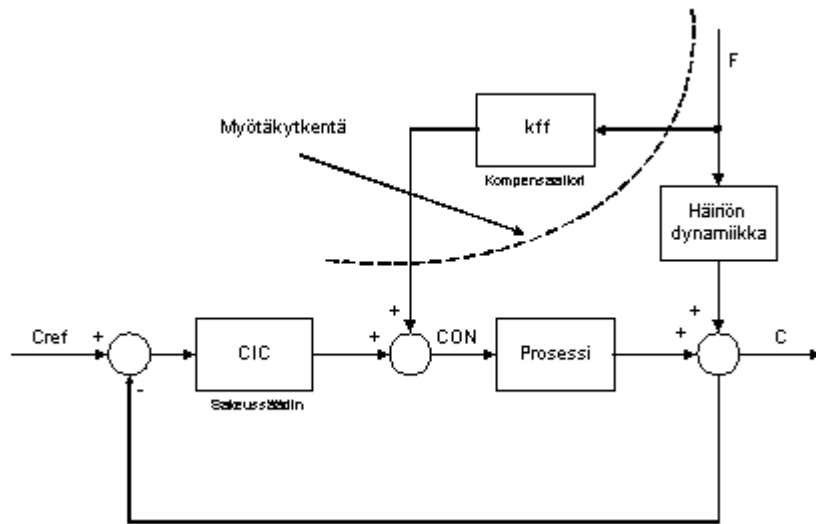 F
Myötäkytkentä
kff
Kompensaattori
Häiriön
dynamiikka
+
+
Cref
+
CIC
+
CON
Prosessi
+
C
-
Sakeussäädin